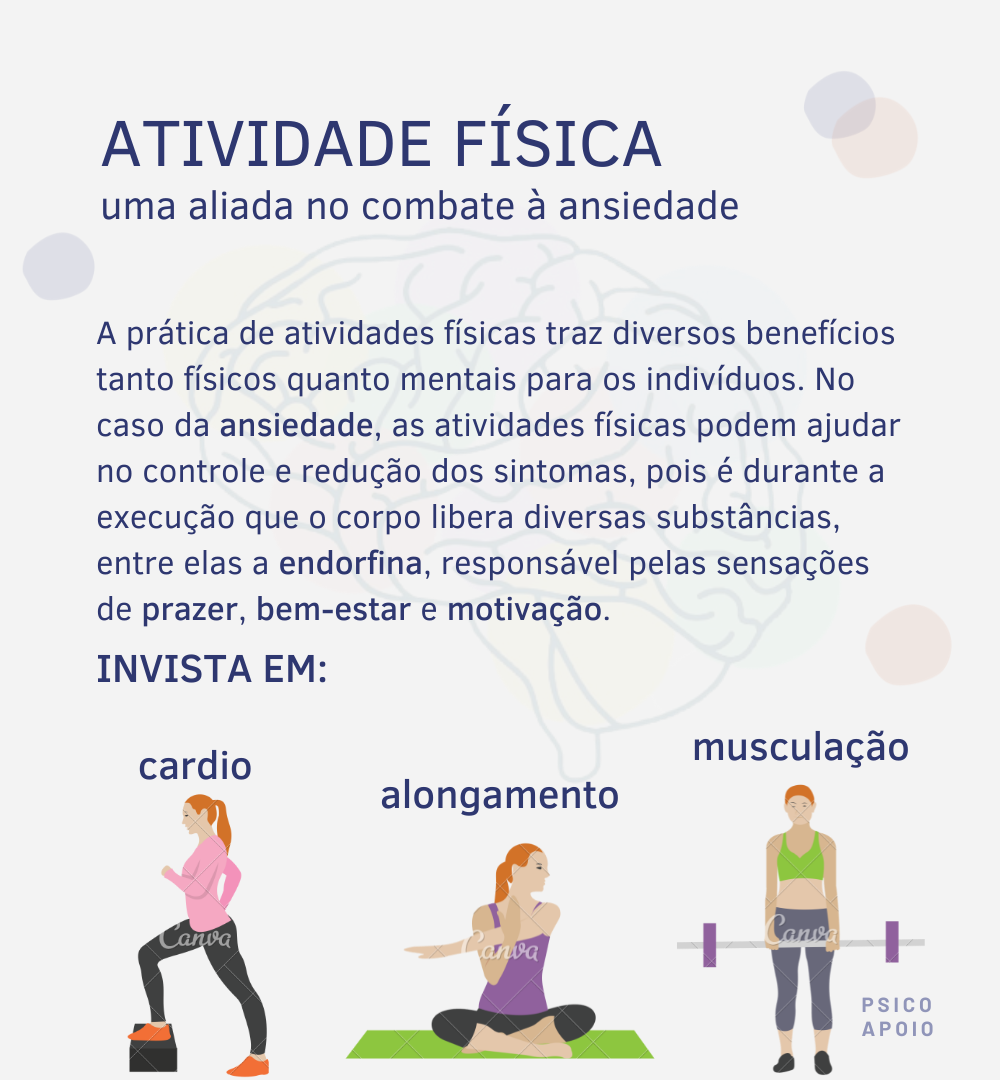 ATIVIDADE FÍSICA
uma aliada no combate à ansiedade
A prática de atividades físicas traz diversos benefícios
tanto físicos quanto mentais para os indivíduos. No
caso da ansiedade, as atividades físicas podem ajudar
no controle e redução dos sintomas, pois é durante a
execução que o corpo libera diversas substâncias,
entre elas a endorfina, responsável pelas sensações
de prazer, bem-estar e motivação.
INVISTA EM:
cardio
alongamento
musculação
Canva
Canva
Canva
PSICO
APOIO